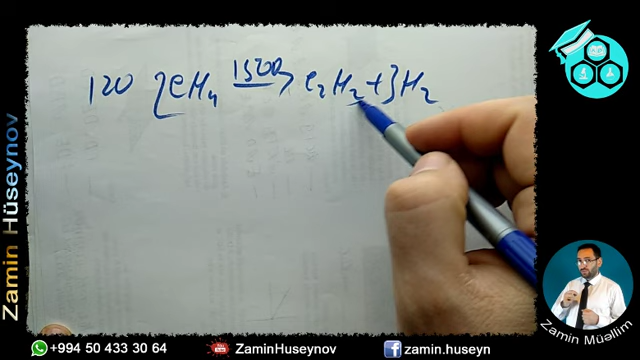 120 2CH₄ 1500 → C₂H₂ + 3H₂
Zamin Hüseynov
Zamin Müəllim
+994 50 433 30 64
ZaminHuseynov
zamin.huseyn